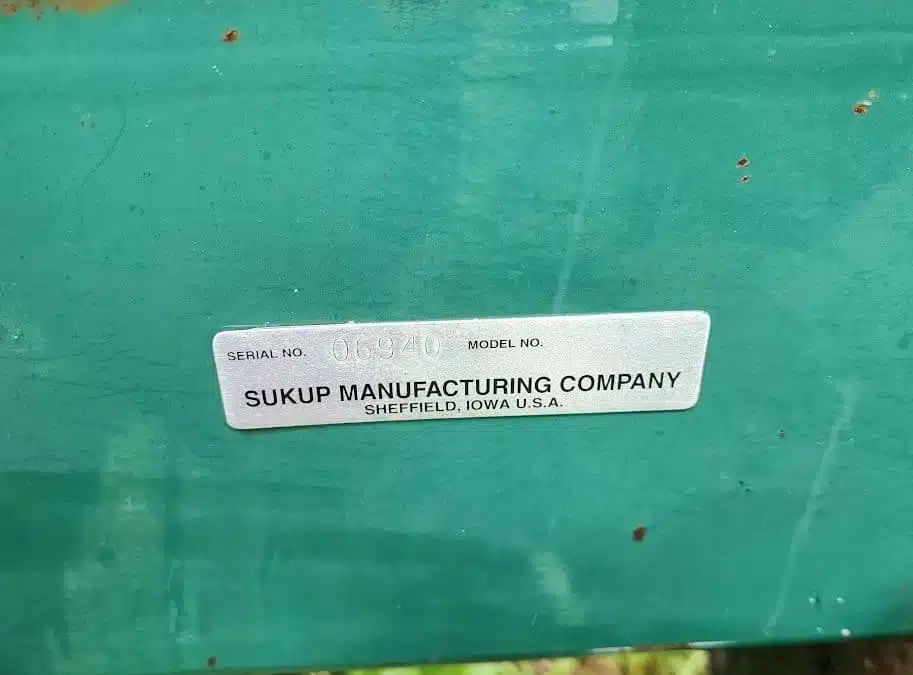 SERIAL NO. 06940 MODEL NO.
SUKUP MANUFACTURING COMPANY
SHEFFIELD, IOWA U.S.A.